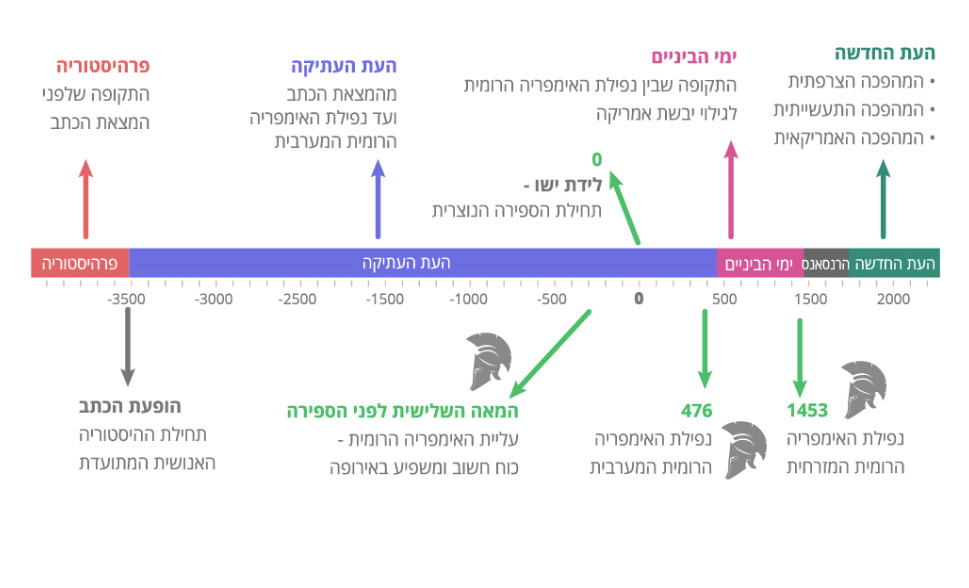 פרהיסטוריה
התקופה שלפני
המצאת הכתב
העת העתיקה
מהמצאת הכתב
ועד נפילת האימפריה
הרומית המערבית
ימי הביניים
התקופה שבין נפילת האימפריה הרומית
לגילוי יבשת אמריקה
העת החדשה
• המהפכה הצרפתית
• המהפכה התעשייתית
• המהפכה האמריקאית
0
לידת ישו -
תחילת הספירה הנוצרית
פרהיסטוריה
העת העתיקה
ימי הביניים
הרנסאנס
העת החדשה
-3500 -3000 -2500 -1500 -1000 -500 0 500 1500 2000
הופעת הכתב
תחילת ההיסטוריה
האנושית המתועדת
המאה השלישית לפני הספירה
עליית האימפריה הרומית -
כוח חשוב ומשפיע באירופה
476
נפילת האימפריה
הרומית המערבית
1453
נפילת האימפריה
הרומית המזרחית